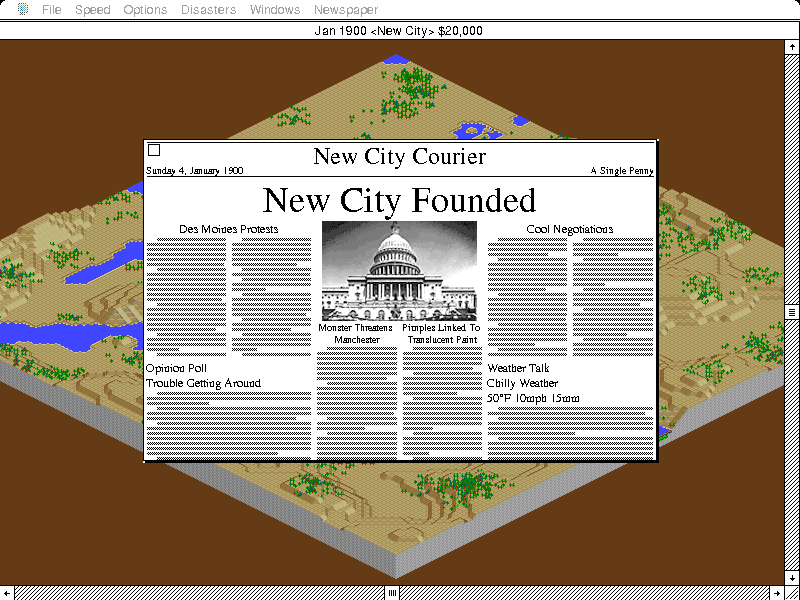 File Speed Options Disasters Windows Newspaper
Jan 1900 <New City> $20,000
New City Courier
Sunday 4, January 1900
A Single Penny
New City Founded
Des Moines Protests
Cool Negotiations
Monster Threatens
Manchester
Pimples Linked To
Translucent Paint
Opinion Poll
Trouble Getting Around
Weather Talk
Chilly Weather
50°F 10mph 15mm